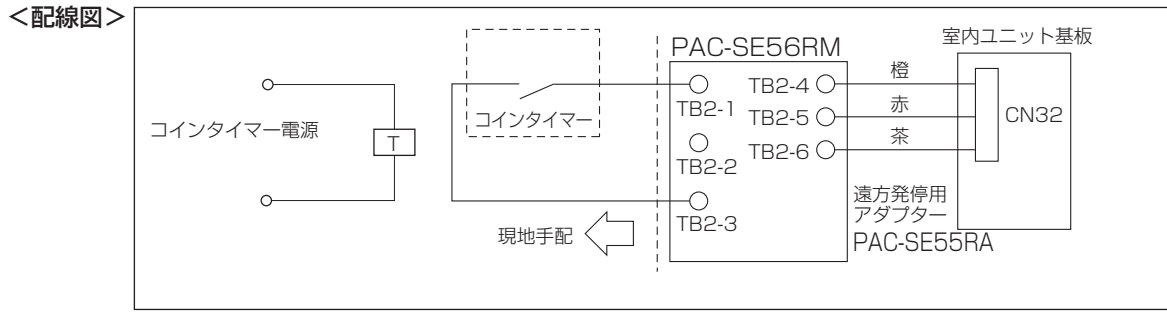 ＜配線図＞
PAC-SE56RM
室内ユニット基板
コインタイマー電源
T
コインタイマー
TB2-1
TB2-2
TB2-3
TB2-4
TB2-5
TB2-6
橙
赤
茶
CN32
遠方発停用
アダプター
PAC-SE55RA
現地手配